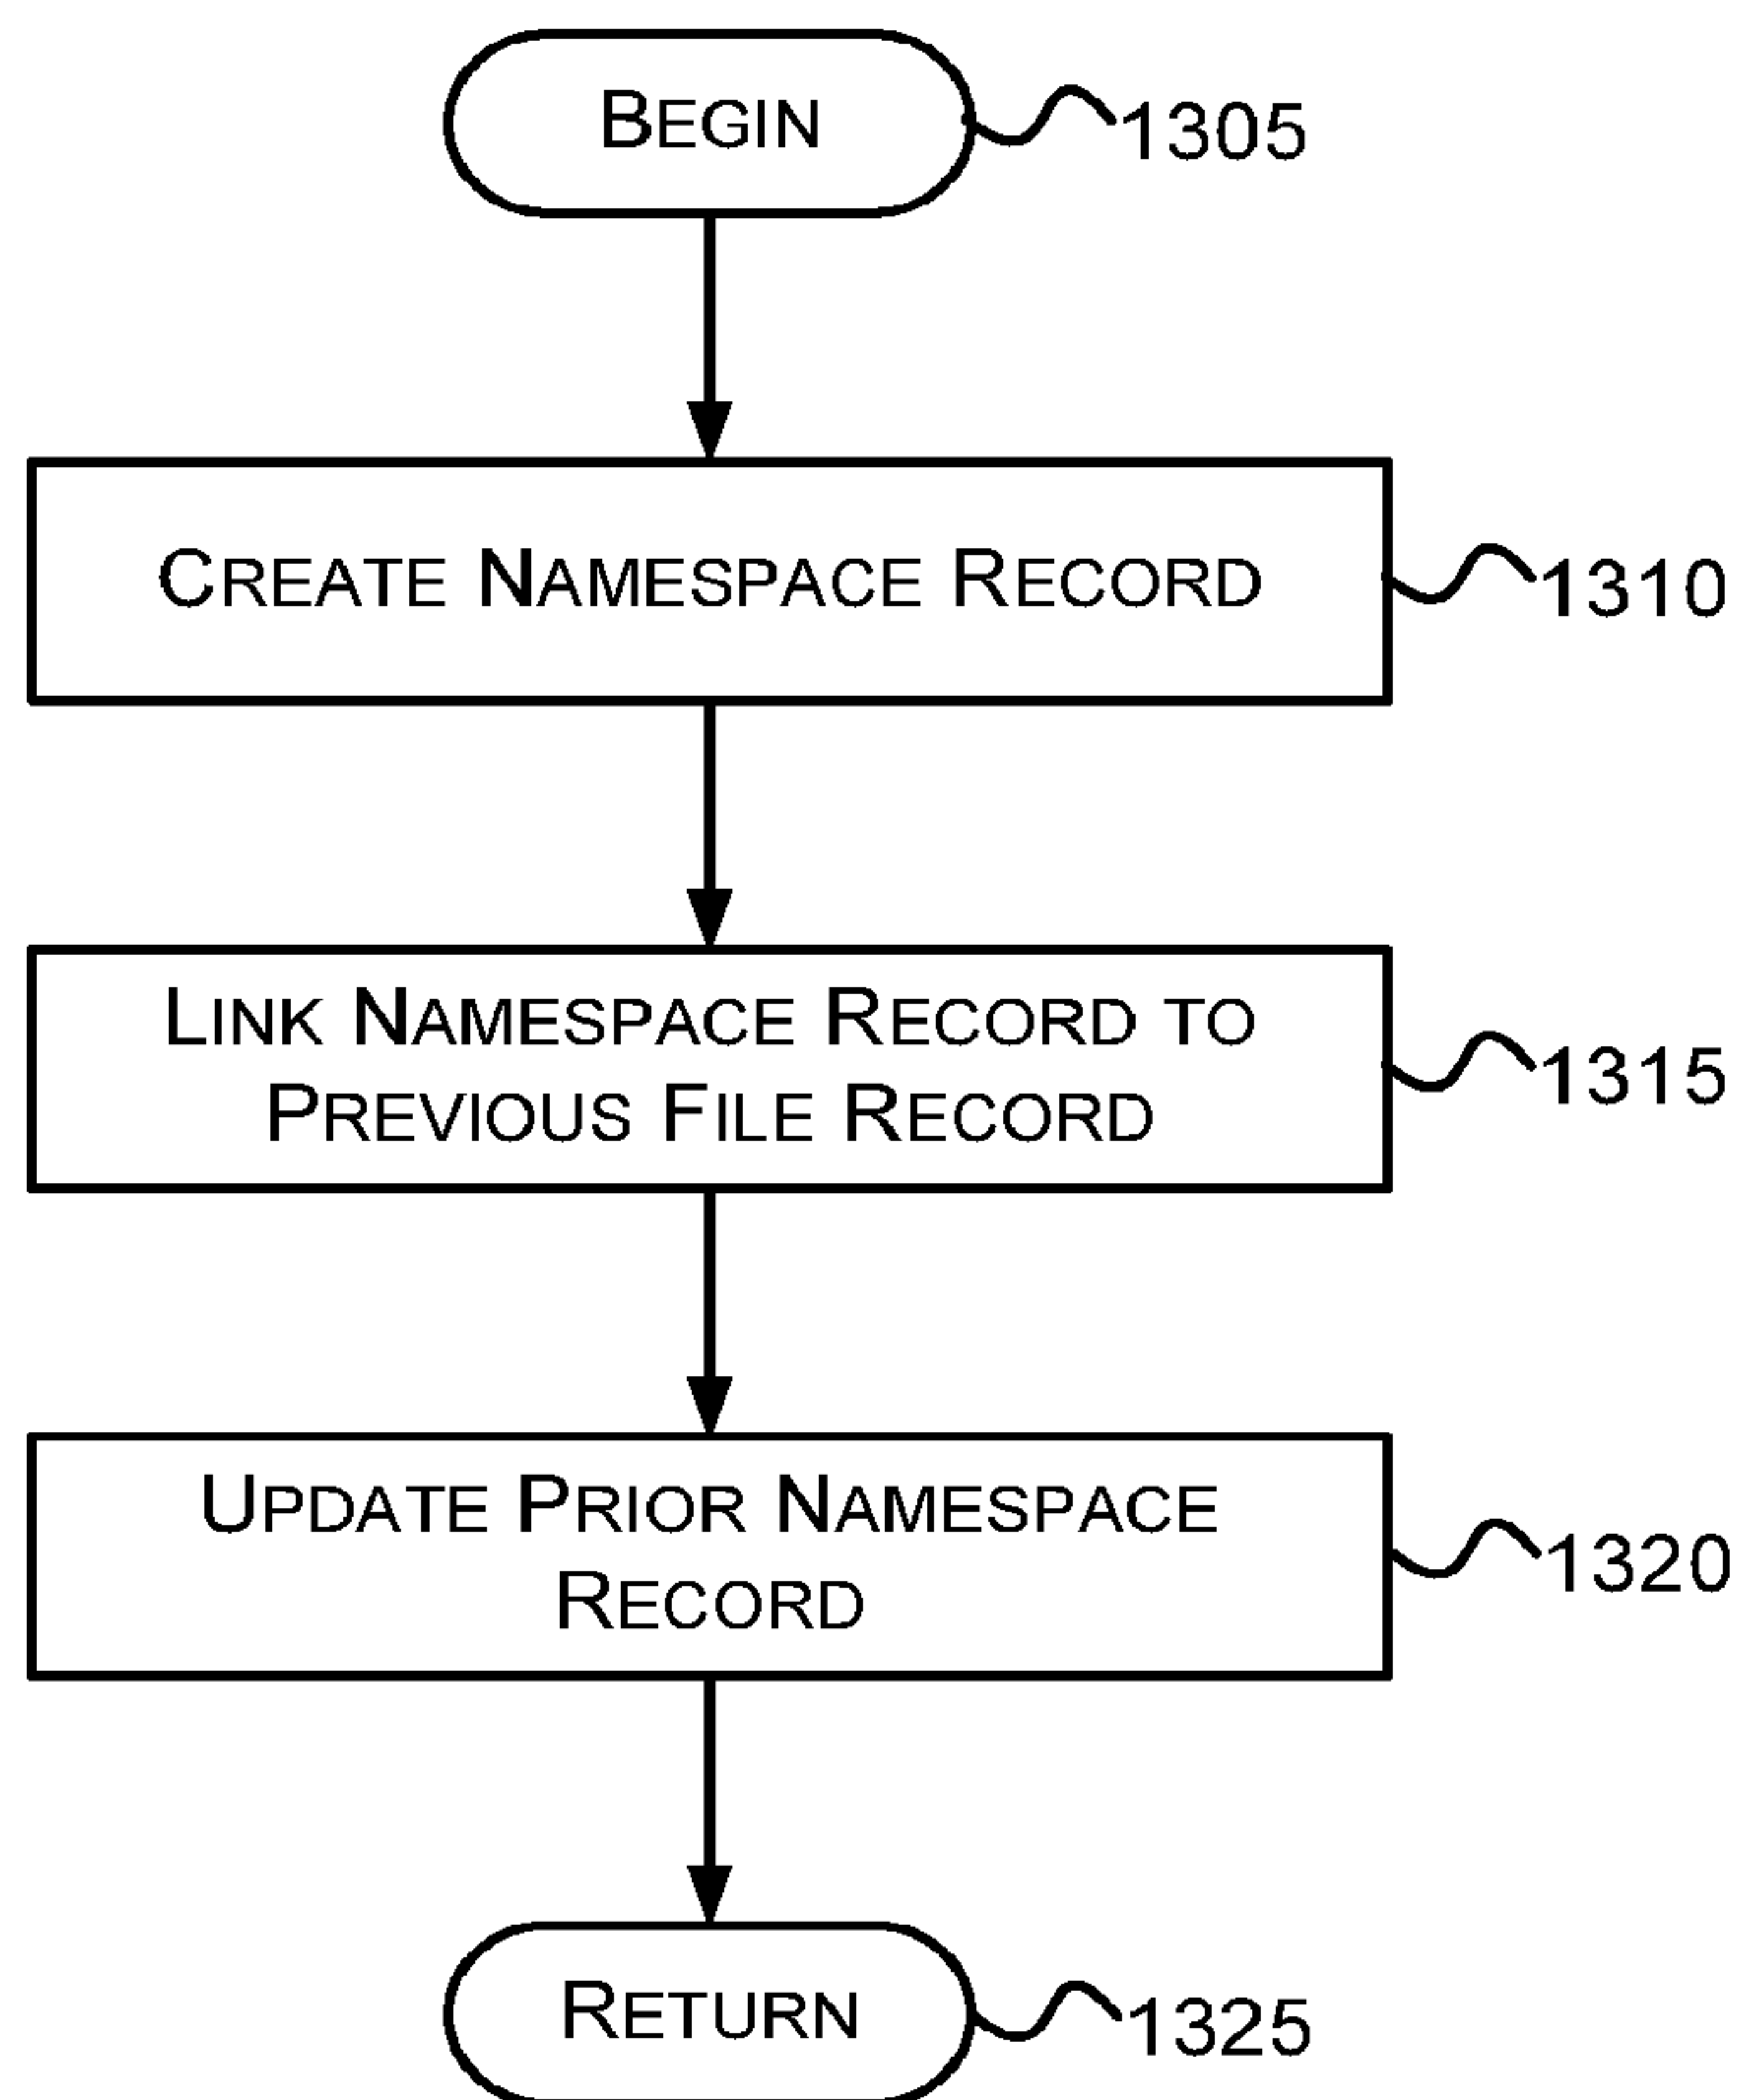 BEGIN
1305
CREATE NAMESPACE RECORD
1310
LINK NAMESPACE RECORD TO
PREVIOUS FILE RECORD
1315
UPDATE PRIOR NAMESPACE
RECORD
1320
RETURN
1325